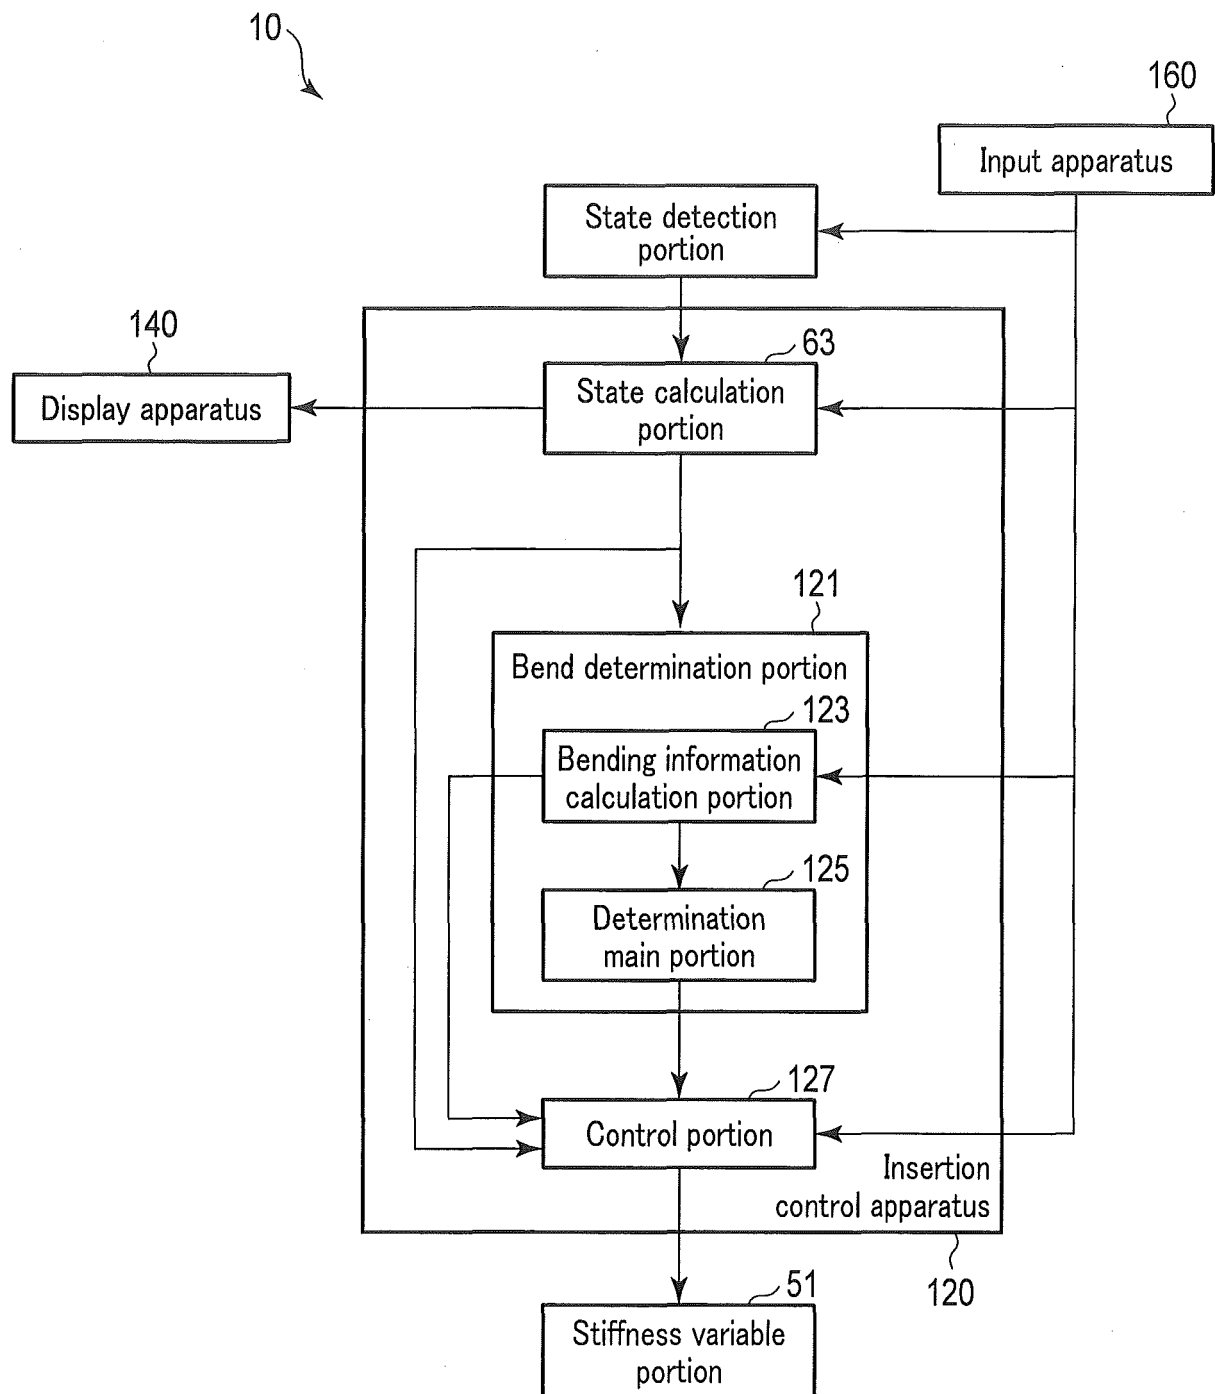 10
160
Input apparatus
State detection
portion
140
Display apparatus
63
State calculation
portion
121
Bend determination portion
123
Bending information
calculation portion
125
Determination
main portion
127
Control portion
Insertion
control apparatus
120
51
Stiffness variable
portion